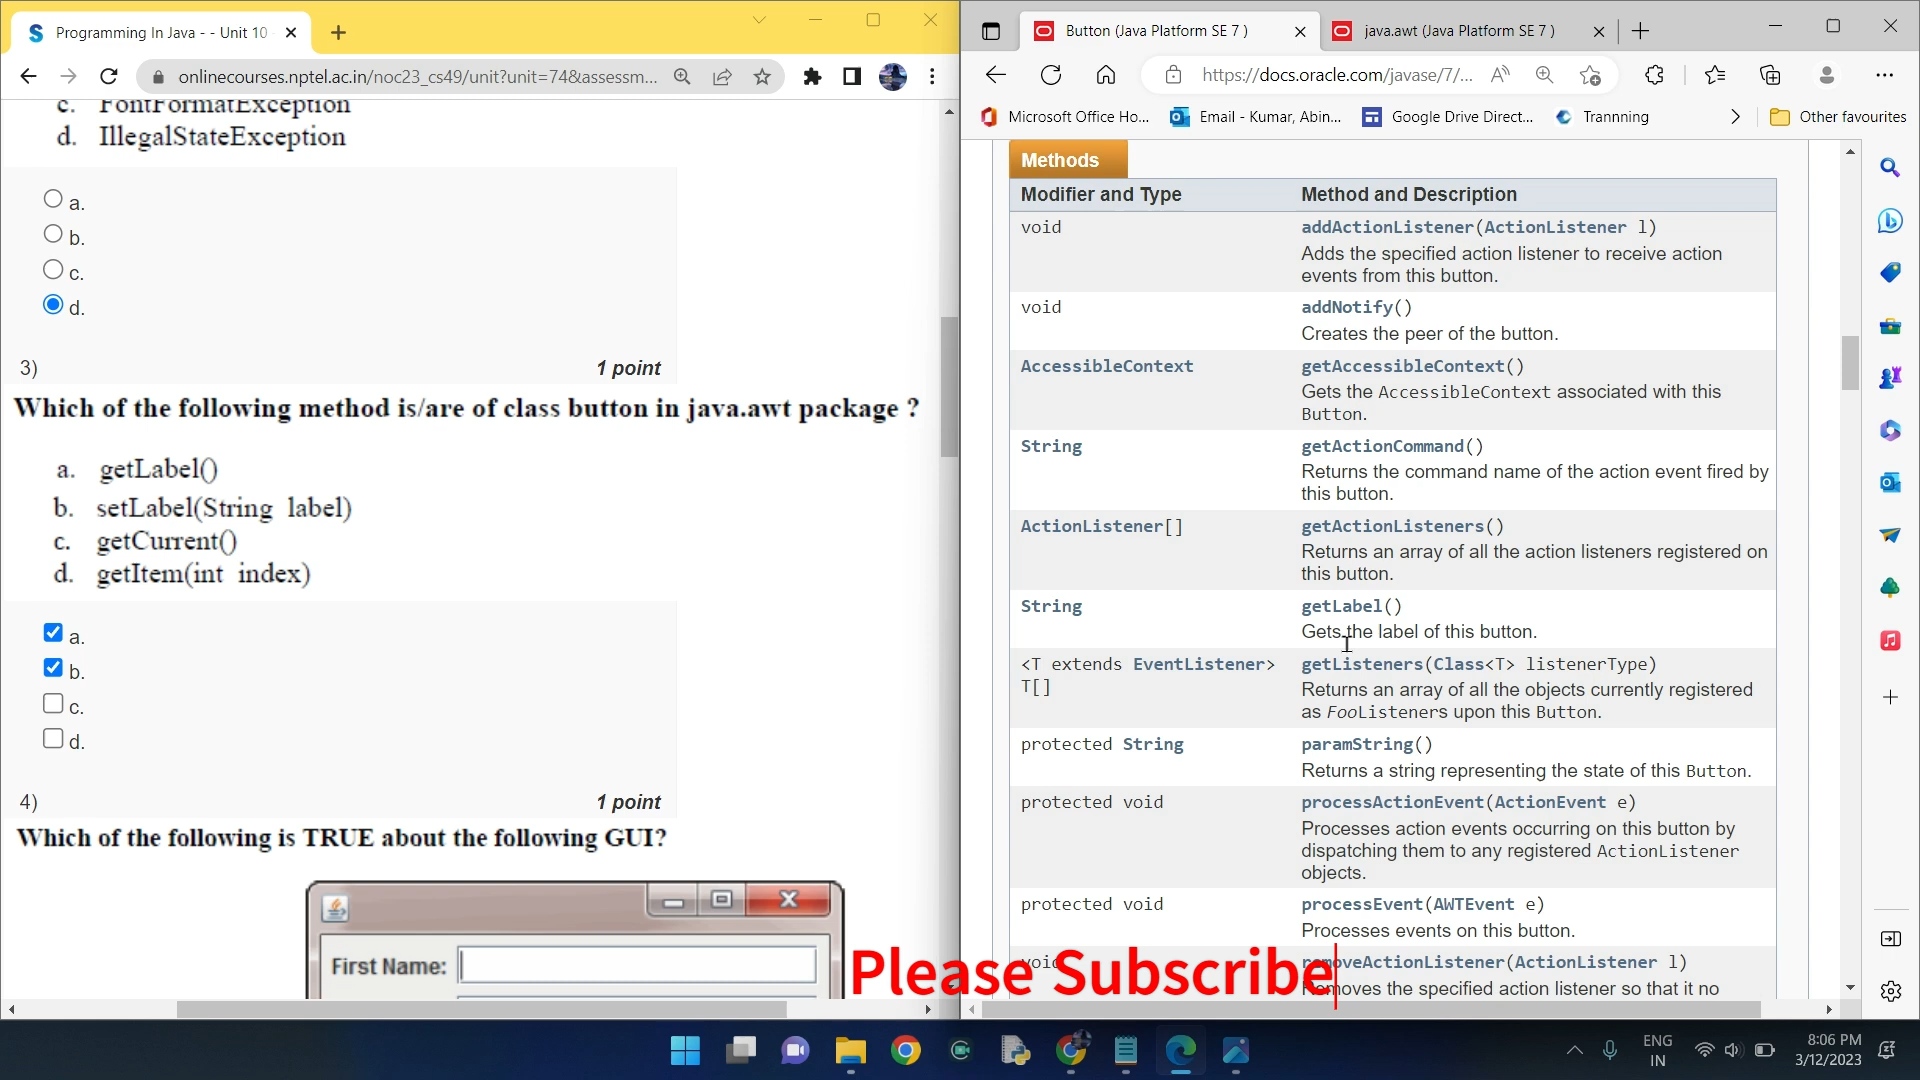 Programming In Java - - Unit 10
onlinecourses.nptel.ac.in/noc23_cs49/unit?unit=74&assessm...
c. FontFormatException
d. IllegalStateException
a.
b.
c.
d.
3) 1 point
Which of the following method is/are of class button in java.awt package ?
a. getLabel()
b. setLabel(String label)
c. getCurrent()
d. getItem(int index)
a.
b.
c.
d.
4) 1 point
Which of the following is TRUE about the following GUI?
First Name:
Button (Java Platform SE 7 )
java.awt (Java Platform SE 7 )
https://docs.oracle.com/javase/7/...
Microsoft Office Ho...
Email - Kumar, Abin...
Google Drive Direct...
Trannning
Other favourites
Methods
Modifier and Type Method and Description
void addActionListener(ActionListener l)
Adds the specified action listener to receive action
events from this button.
void addNotify()
Creates the peer of the button.
AccessibleContext getAccessibleContext()
Gets the AccessibleContext associated with this
Button.
String getActionCommand()
Returns the command name of the action event fired by
this button.
ActionListener[] getActionListeners()
Returns an array of all the action listeners registered on
this button.
String getLabel()
Gets the label of this button.
<T extends EventListener> getListeners(Class<T> listenerType)
T[] Returns an array of all the objects currently registered
as FooListeners upon this Button.
protected String paramString()
Returns a string representing the state of this Button.
protected void processActionEvent(ActionEvent e)
Processes action events occurring on this button by
dispatching them to any registered ActionListener
objects.
protected void processEvent(AWTEvent e)
Processes events on this button.
void removeActionListener(ActionListener l)
Removes the specified action listener so that it no
Please Subscribe
ENG
IN
8:06 PM
3/12/2023